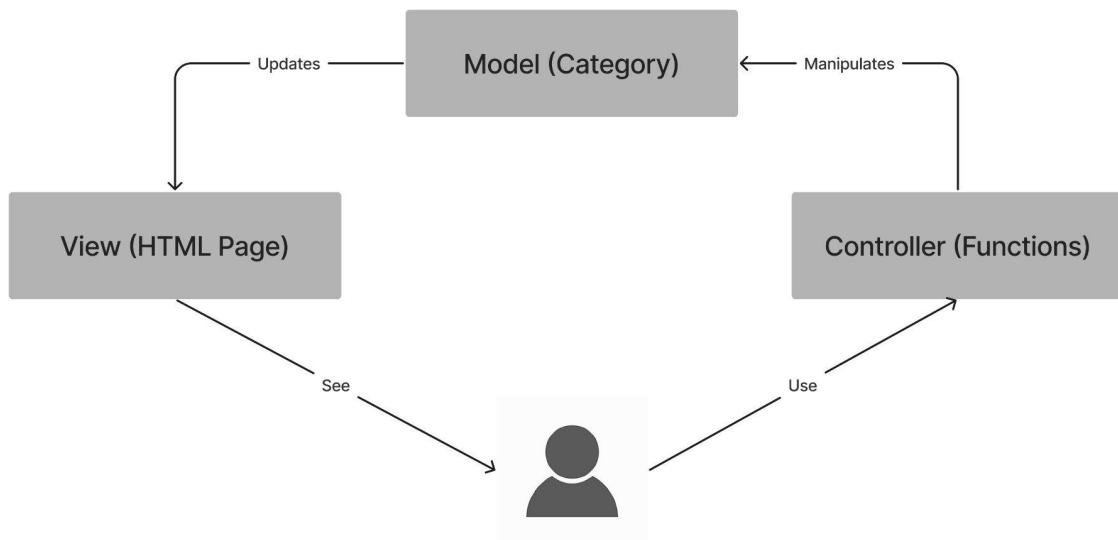 Model (Category)
Updates
Manipulates
View (HTML Page)
Controller (Functions)
See
Use